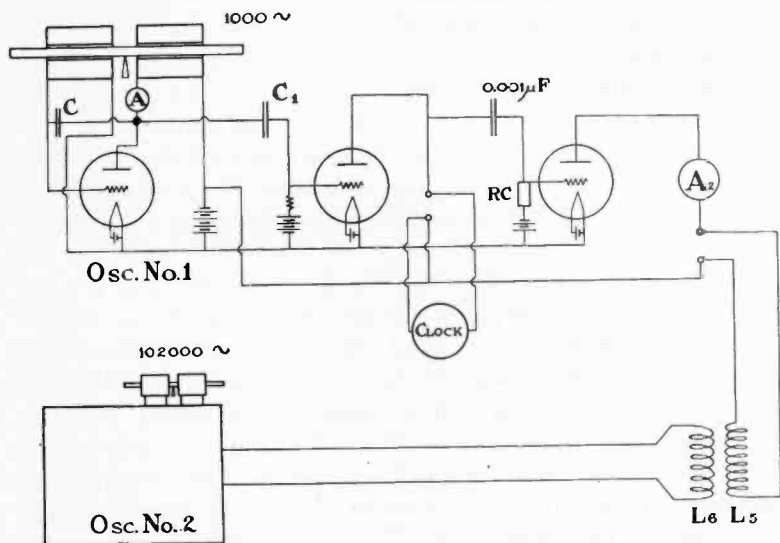 1000 ~
C
A
C1
0.001µF
RC
A2
Osc. No. 1
CLOCK
102000 ~
Osc. No. 2
L6 L5